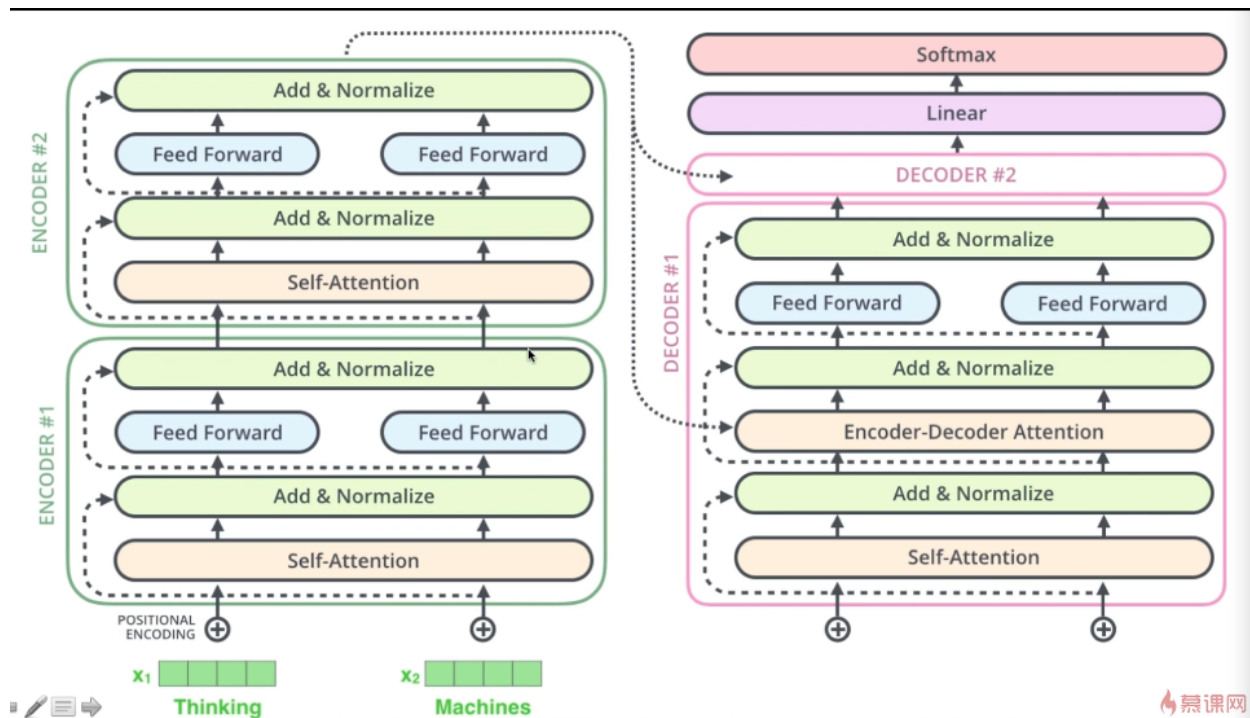 ENCODER #2
Add & Normalize
Feed Forward
Feed Forward
Add & Normalize
Self-Attention
ENCODER #1
Add & Normalize
Feed Forward
Feed Forward
Add & Normalize
Self-Attention
POSITIONAL
ENCODING
x₁
x₂
Thinking
Machines
Softmax
Linear
DECODER #2
DECODER #1
Add & Normalize
Feed Forward
Feed Forward
Add & Normalize
Encoder-Decoder Attention
Add & Normalize
Self-Attention
慕课网